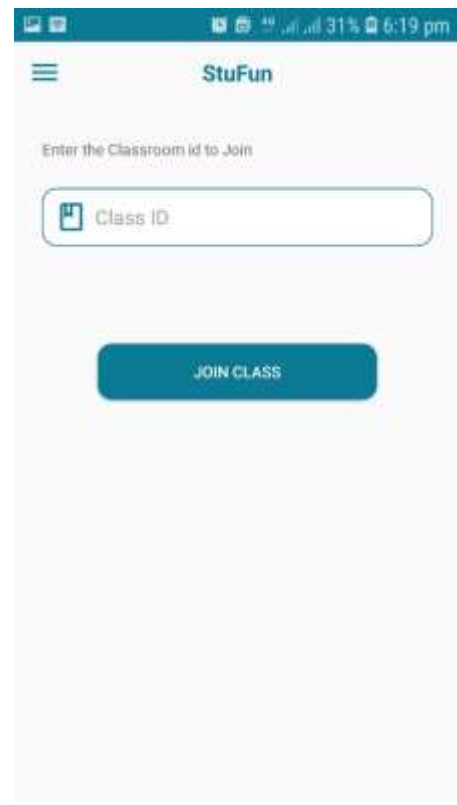 31% 6:19 pm
StuFun
Enter the Classroom id to Join
Class ID
JOIN CLASS